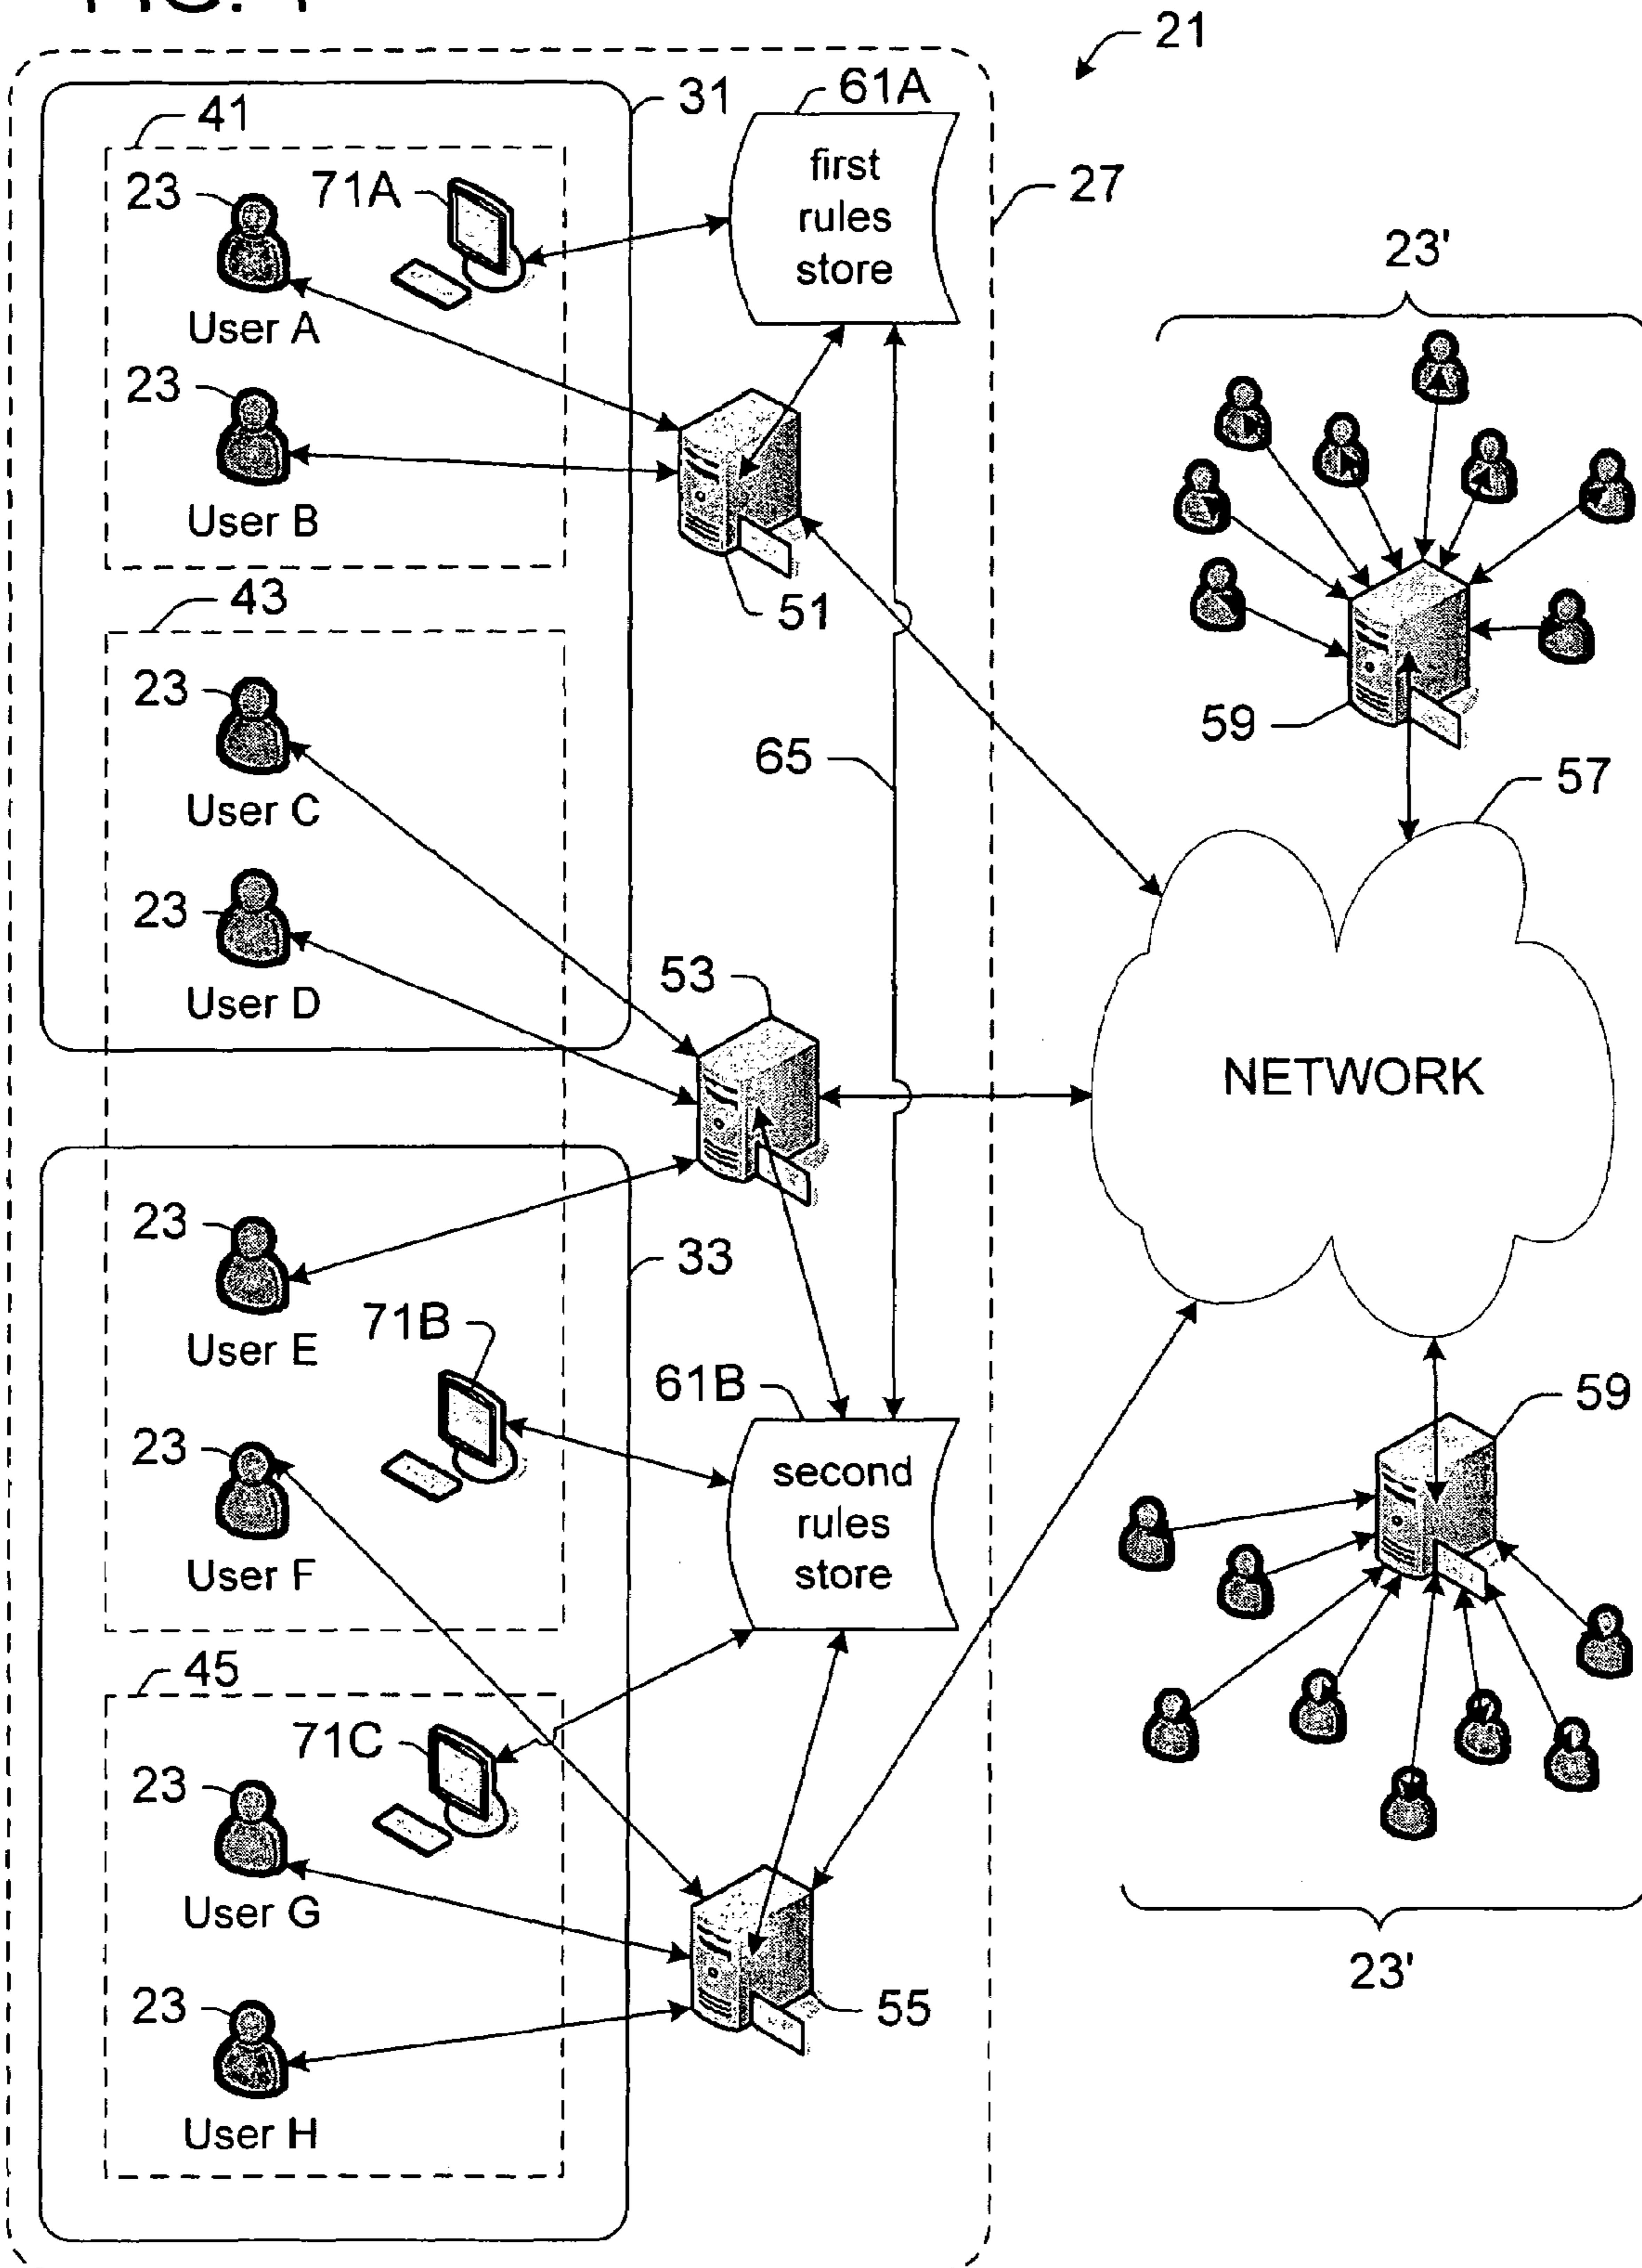 FIG. 1
21
41
31
61A
23
71A
first
rules
store
27
User A
23'
23
User B
51
43
23
59
User C
65
57
23
53
User D
NETWORK
23
33
User E
71B
61B
59
23
second
rules
store
User F
45
71C
23
User G
23'
23
55
User H